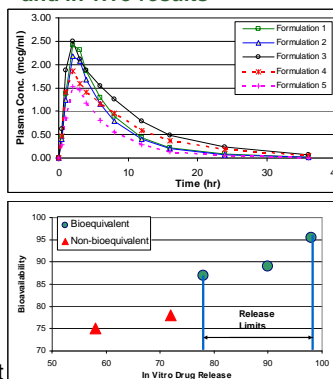 and in vivo results
Plasma Conc. (mcg/ml)
3.00
2.50
2.00
1.50
1.00
0.50
0.00
Formulation 1
Formulation 2
Formulation 3
Formulation 4
Formulation 5
0 10 20 30 40
Time (hr)
Bioavailability
100
95
90
85
80
75
70
Bioequivalent
Non-bioequivalent
Release
Limits
50 60 70 80 90 100
In Vitro Drug Release
t